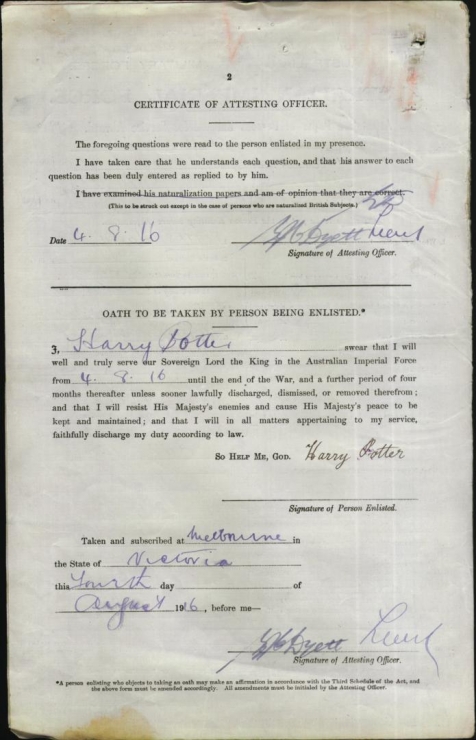 2
CERTIFICATE OF ATTESTING OFFICER.
The foregoing questions were read to the person enlisted in my presence.
I have taken care that he understands each question, and that his answer to each
question has been duly entered as replied to by him.
I have examined his naturalization papers and am of opinion that they are correct.
(This to be struck out except in the case of persons who are naturalized British Subjects.)
Date 4. 8. 16 Dyett Lieut
Signature of Attesting Officer.
OATH TO BE TAKEN BY PERSON BEING ENLISTED.*
3, Harry Potter swear that I will
well and truly serve our Sovereign Lord the King in the Australian Imperial Force
from 4. 8. 16 until the end of the War, and a further period of four
months thereafter unless sooner lawfully discharged, dismissed, or removed therefrom;
and that I will resist His Majesty's enemies and cause His Majesty's peace to be
kept and maintained; and that I will in all matters appertaining to my service,
faithfully discharge my duty according to law.
SO HELP ME, GOD. Harry Potter
Signature of Person Enlisted.
Taken and subscribed at Melbourne in
the State of Victoria
this Fourth day of
August 1916, before me—
Dyett Lieut
Signature of Attesting Officer.
*A person enlisting who objects to taking an oath may make an affirmation in accordance with the Third Schedule of the Act, and
the above form must be amended accordingly. All amendments must be initialed by the Attesting Officer.